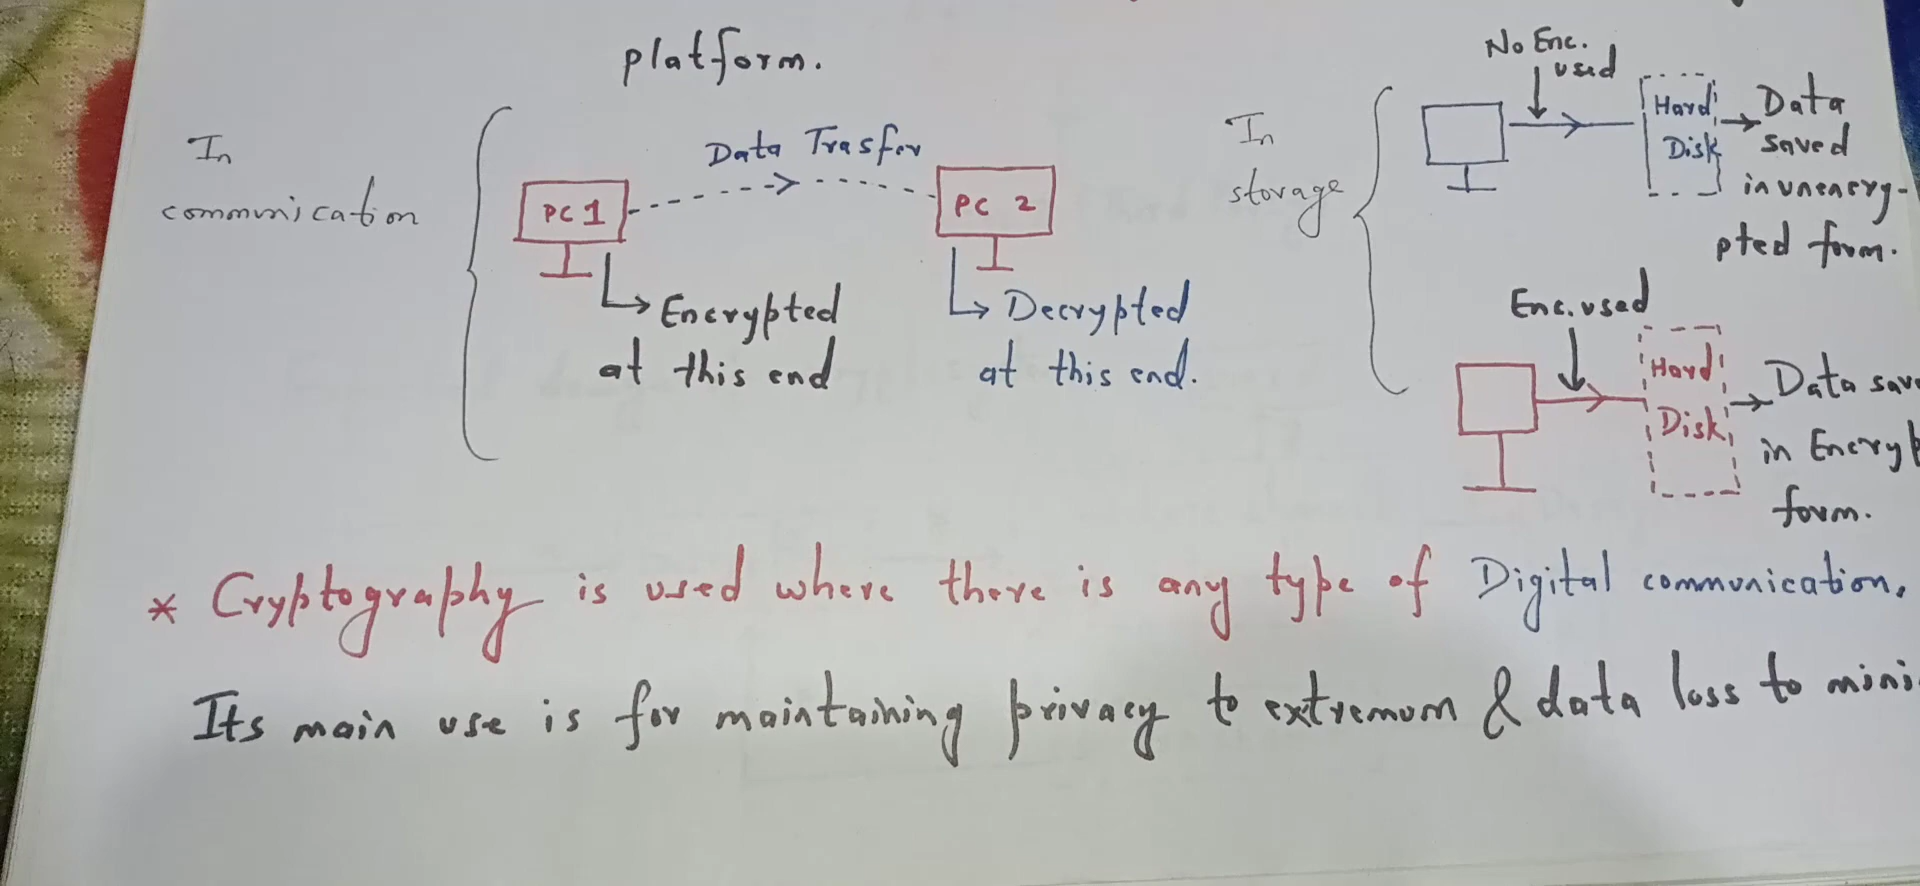 platform.
In
communication
Data Trasfer
PC 1
PC 2
Encrypted
at this end
Decrypted
at this end.
In
storage
No Enc.
used
Hard
Disk
Data
saved
in unencry-
pted form.
Enc. used
Hard
Disk
Data
in
form.
* Cryptography is used where there is any type of Digital communication.
Its main use is for maintaining privacy to extremum & data loss to